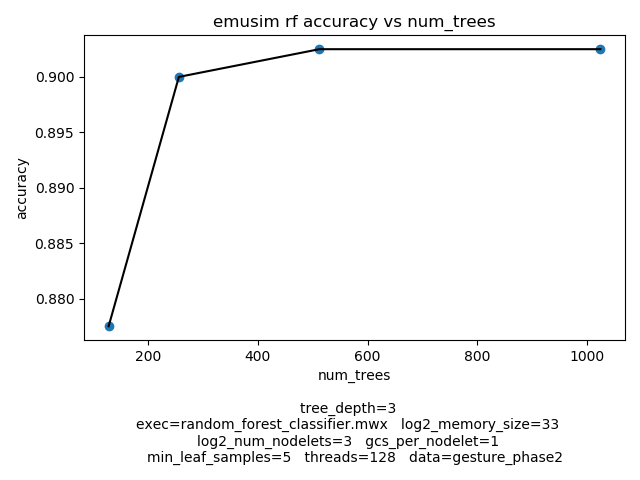 emusim rf accuracy vs num_trees
accuracy
0.900
0.895
0.890
0.885
0.880
200 400 600 800 1000
num_trees
tree_depth=3
exec=random_forest_classifier.mwx log2_memory_size=33
log2_num_nodelets=3 gcs_per_nodelet=1
min_leaf_samples=5 threads=128 data=gesture_phase2